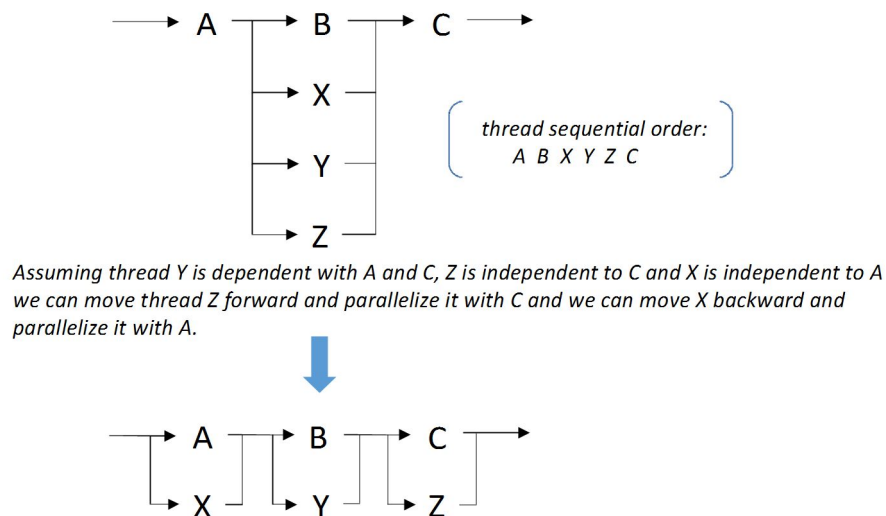 A B C
X
thread sequential order:
A B X Y Z C
Y
Z
Assuming thread Y is dependent with A and C, Z is independent to C and X is independent to A
we can move thread Z forward and parallelize it with C and we can move X backward and
parallelize it with A.
A B C
X Y Z